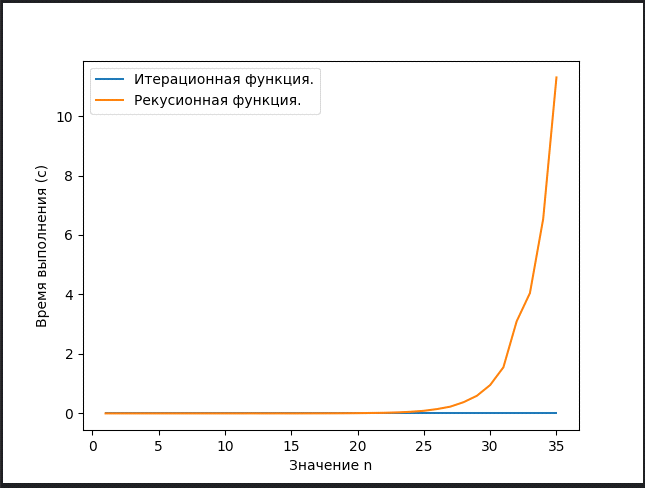 Итерационная функция.
Рекусионная функция.
Время выполнения (с)
10
8
6
4
2
0
0 5 10 15 20 25 30 35
Значение n